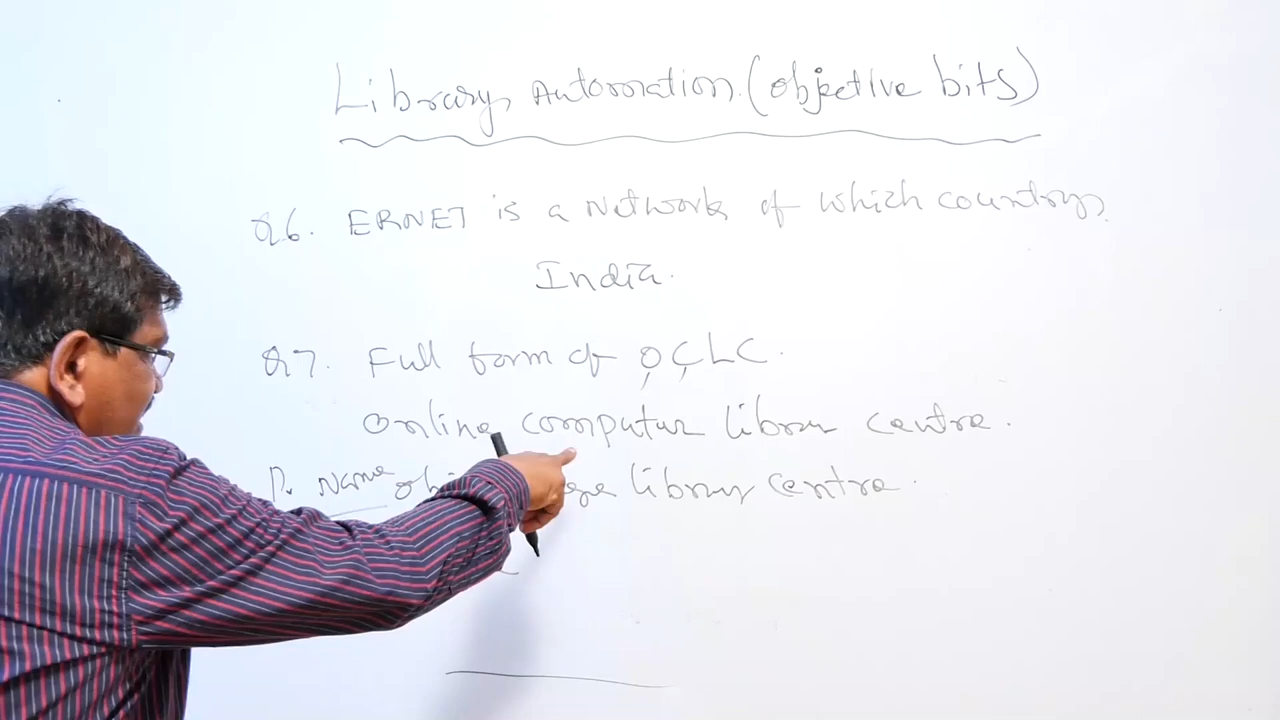 Library Automation (objective bits)
Q6. ERNET is a Network of which country.
India.
Q7. Full form of OCLC.
Online computer library centre.
P. Name library centre.